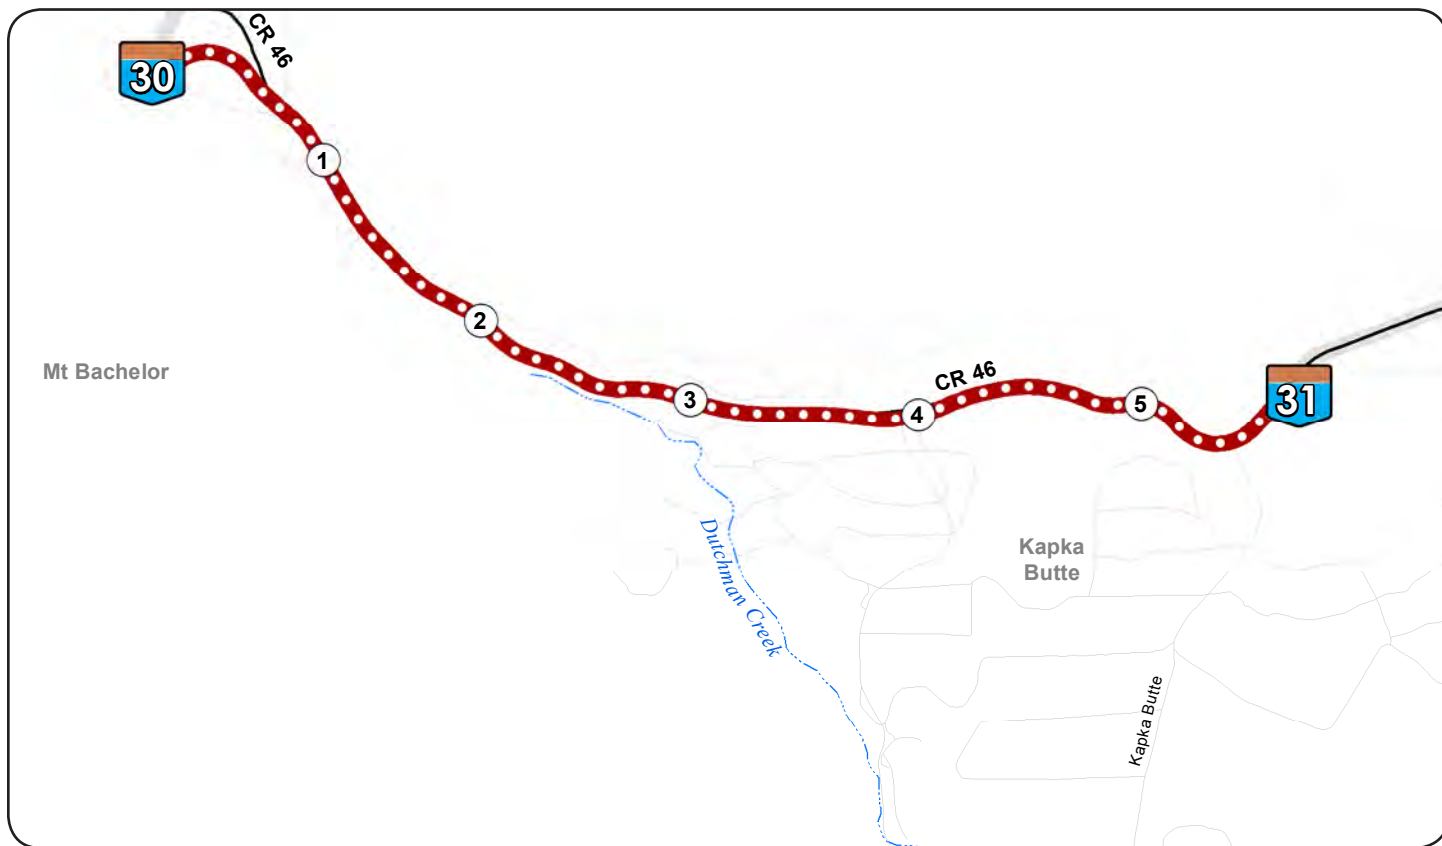 CR 46
30
1
2
Mt Bachelor
3
4
CR 46
5
31
Dutchman Creek
Kapka
Butte
Kapka Butte